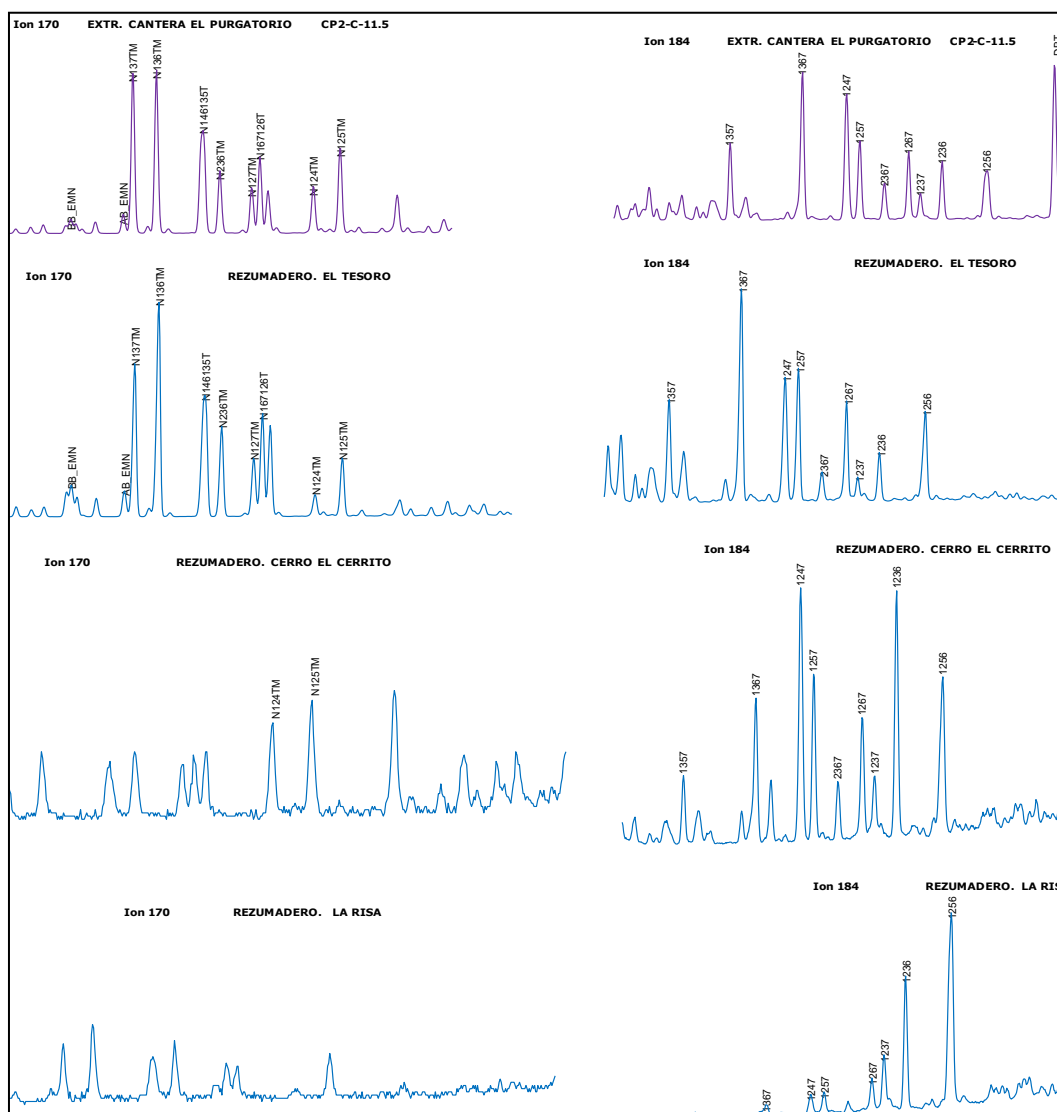 Ion 170 EXTR. CANTERA EL PURGATORIO CP2-C-11.5
BB_EMN
AB_EMN
N137TM
N136TM
N146135T
N236TM
N127TM
N167126T
N124TM
N125TM
Ion 184 EXTR. CANTERA EL PURGATORIO CP2-C-11.5
1357
1367
1247
1257
2367
1267
1237
1236
1256
DBT
Ion 170 REZUMADERO. EL TESORO
BB_EMN
AB_EMN
N137TM
N136TM
N146135T
N236TM
N127TM
N167126T
N124TM
N125TM
Ion 184 REZUMADERO. EL TESORO
1357
1367
1247
1257
2367
1267
1237
1236
1256
Ion 170 REZUMADERO. CERRO EL CERRITO
N124TM
N125TM
Ion 184 REZUMADERO. CERRO EL CERRITO
1357
1367
1247
1257
2367
1267
1237
1236
1256
Ion 170 REZUMADERO. LA RISA
Ion 184 REZUMADERO. LA RIS
1367
1247
1257
1267
1237
1236
1256